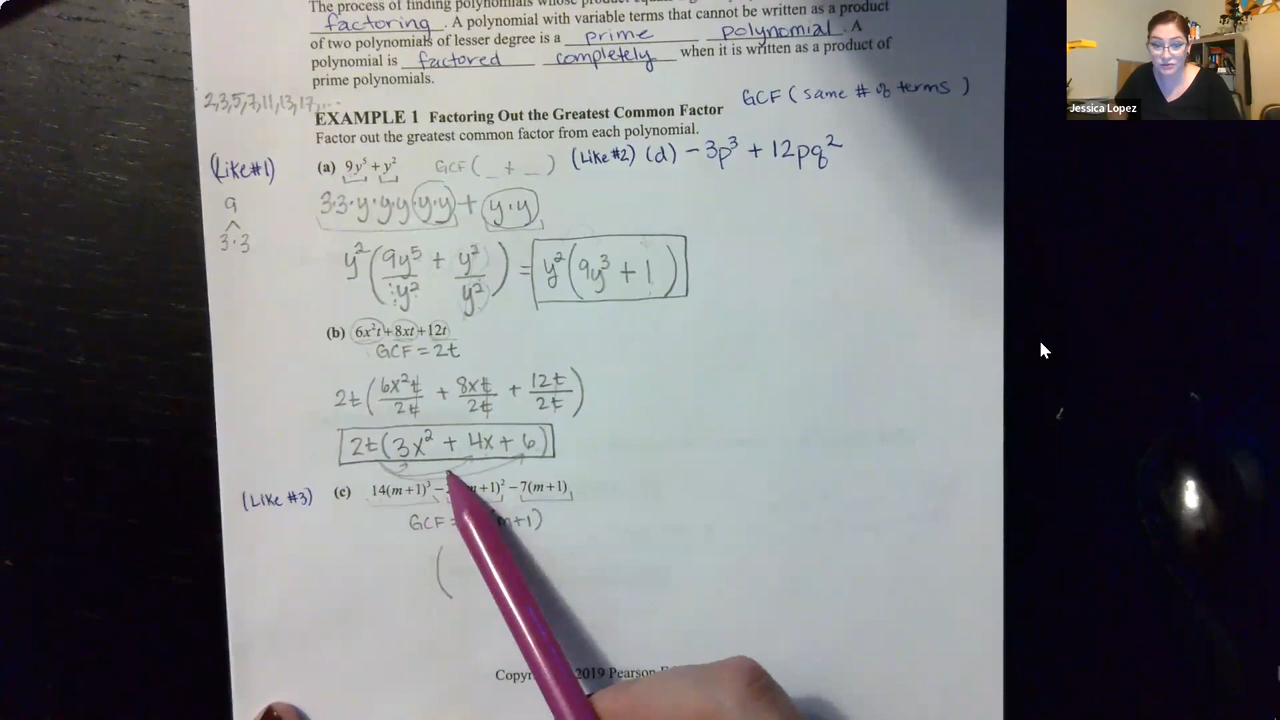 The process of finding polynomials whose product equal
factoring . A polynomial with variable terms that cannot be written as a product
of two polynomials of lesser degree is a prime polynomial . A
polynomial is factored completely when it is written as a product of
prime polynomials.
GCF ( same # of terms )
2,3,5,7,11,13,17,...
EXAMPLE 1 Factoring Out the Greatest Common Factor
Factor out the greatest common factor from each polynomial.
(Like #1) (a) 9y⁵ + y² GCF ( _ + _ ) (Like #2) (d) −3p³ + 12pq²
9
3·3
3·3·y·y·y·y·y + y·y
y²(9y⁵/y² + y²/y²) = y²(9y³ + 1)
(b) 6x²t + 8xt + 12t
GCF = 2t
2t(6x²t/2t + 8xt/2t + 12t/2t)
2t(3x² + 4x + 6)
(Like #3) (c) 14(m+1)³ − (m+1)² − 7(m+1)
GCF = (m+1)
(
Copyr 2019 Pearson
Jessica Lopez